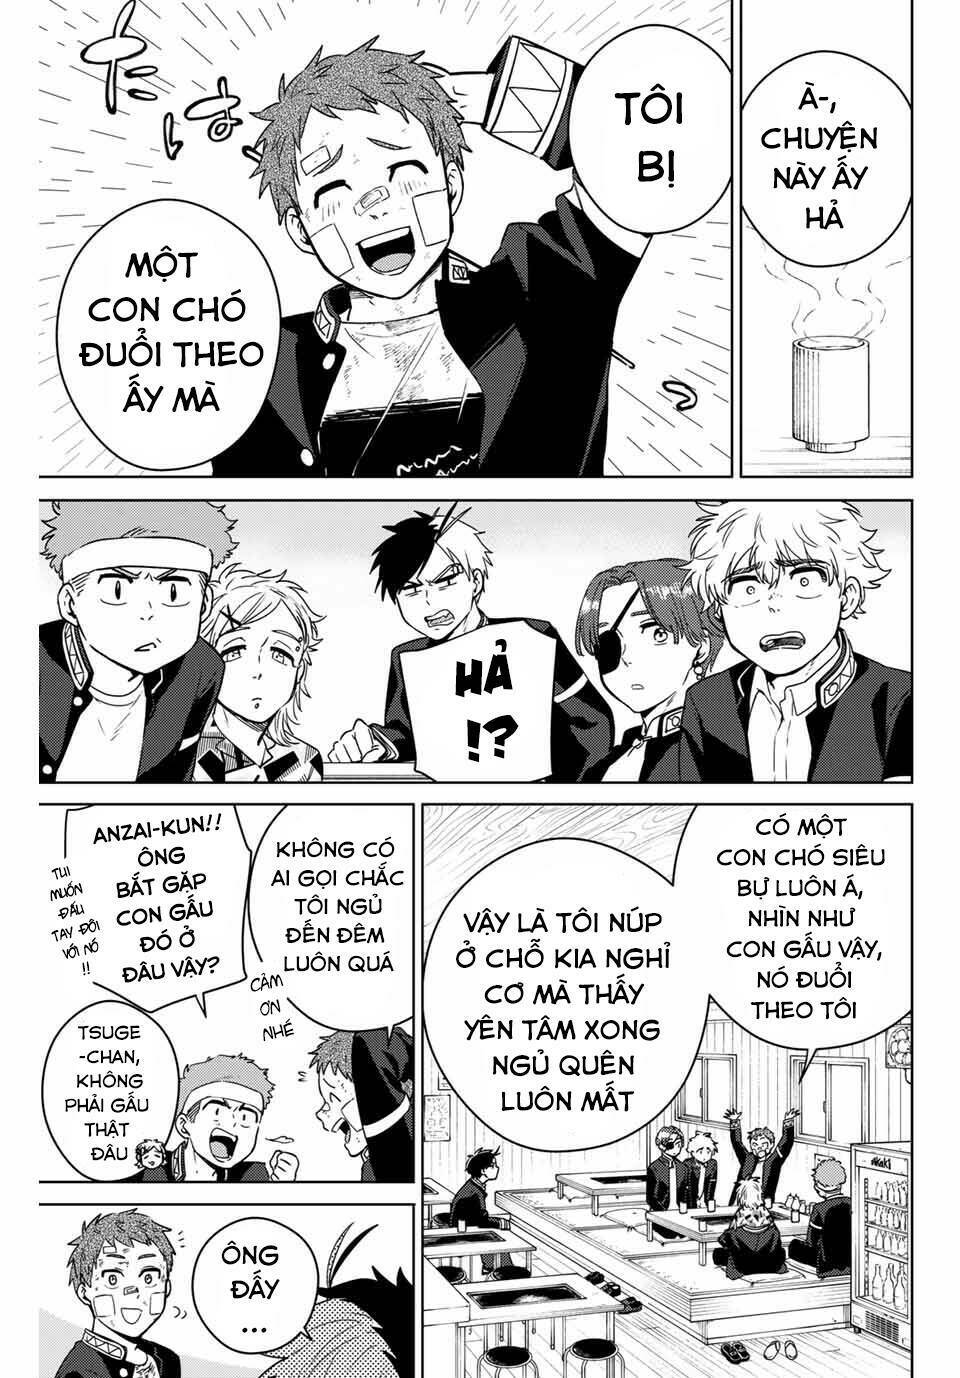 À-,
CHUYỆN
NÀY ẤY
HẢ
TÔI
BỊ
MỘT
CON CHÓ
ĐUỔI THEO
ẤY MÀ
HẢ
!?
CÓ MỘT
CON CHÓ SIÊU
BỰ LUÔN Á,
NHÌN NHƯ
CON GẤU VẬY,
NÓ ĐUỔI
THEO TÔI
VẬY LÀ TÔI NÚP
Ở CHỖ KIA NGHỈ
CƠ MÀ THẤY
YÊN TÂM XONG
NGỦ QUÊN
LUÔN MẤT
KHÔNG CÓ
AI GỌI CHẮC
TÔI NGỦ
ĐẾN ĐÊM
LUÔN QUÁ
CẢM
ƠN
NHÉ
ANZAI-KUN!!
ÔNG
BẮT GẶP
CON GẤU
ĐÓ Ở
ĐÂU VẬY?
TUI
MUỐN
ĐẤU
TAY ĐÔI
VỚI NÓ
!!
TSUGE
-CHAN,
KHÔNG
PHẢI GẤU
THẬT
ĐÂU
ÔNG
ĐẤY
...